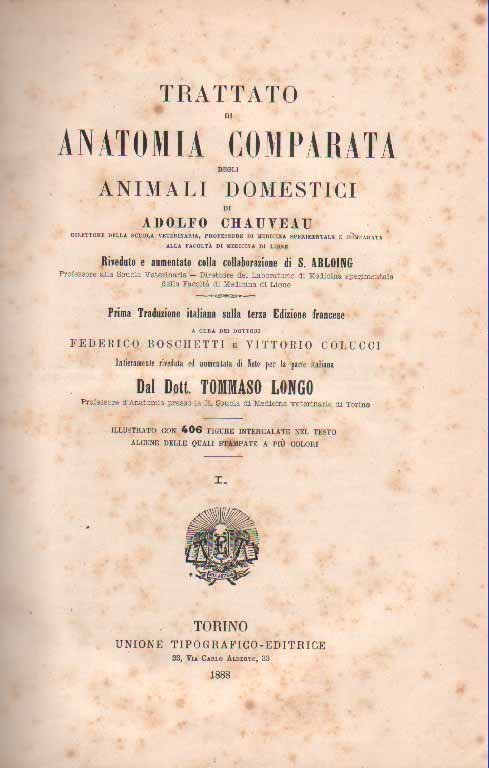 TRATTATO
DI
ANATOMIA COMPARATA
DEGLI
ANIMALI DOMESTICI
DI
ADOLFO CHAUVEAU
DIRETTORE DELLA SCUOLA VETERINARIA, PROFESSORE DI MEDICINA SPERIMENTALE E COMPARATA
ALLA FACOLTÀ DI MEDICINA DI LIONE
Riveduto e aumentato colla collaborazione di S. ARLOING
Professore alla Scuola Veterinaria — Direttore del Laboratorio di Medicina sperimentale
della Facoltà di Medicina di Lione
Prima Traduzione italiana sulla terza Edizione francese
A CURA DEI DOTTORI
FEDERICO BOSCHETTI E VITTORIO COLUCCI
Intieramente riveduta ed aumentata di Note per la parte italiana
Dal Dott. TOMMASO LONGO
Professore d'Anatomia presso la R. Scuola di Medicina veterinaria di Torino
ILLUSTRATO CON 406 FIGURE INTERCALATE NEL TESTO
ALCUNE DELLE QUALI STAMPATE A PIÙ COLORI
I.
TORINO
UNIONE TIPOGRAFICO-EDITRICE
33, VIA CARLO ALBERTO, 33
1888